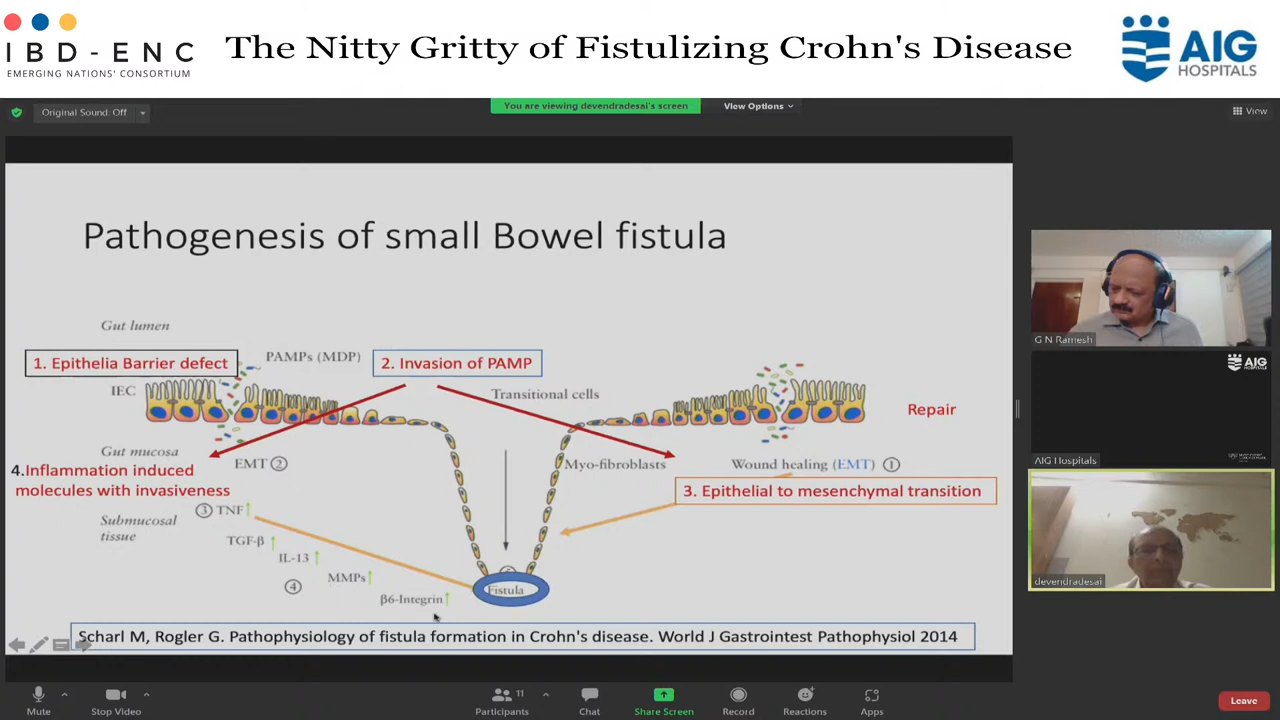 IBD-ENC
EMERGING NATIONS' CONSORTIUM
The Nitty Gritty of Fistulizing Crohn's Disease
AIG
HOSPITALS
Original Sound: Off
You are viewing devendradesai's screen
View Options
View
Pathogenesis of small Bowel fistula
Gut lumen
1. Epithelia Barrier defect
PAMPs (MDP)
2. Invasion of PAMP
IEC
Transitional cells
Repair
Gut mucosa
EMT 2
Myo-fibroblasts
Wound healing (EMT) 1
4.Inflammation induced
molecules with invasiveness
3. Epithelial to mesenchymal transition
3 TNF↑
Submucosal
tissue
TGF-β ↑
IL-13 ↑
4
MMPs↑
β6-Integrin↑
Fistula
Scharl M, Rogler G. Pathophysiology of fistula formation in Crohn's disease. World J Gastrointest Pathophysiol 2014
G N Ramesh
AIG
HOSPITALS
AIG Hospitals
devendradesai
Mute
Stop Video
11
Participants
Chat
Share Screen
Record
Reactions
Apps
Leave